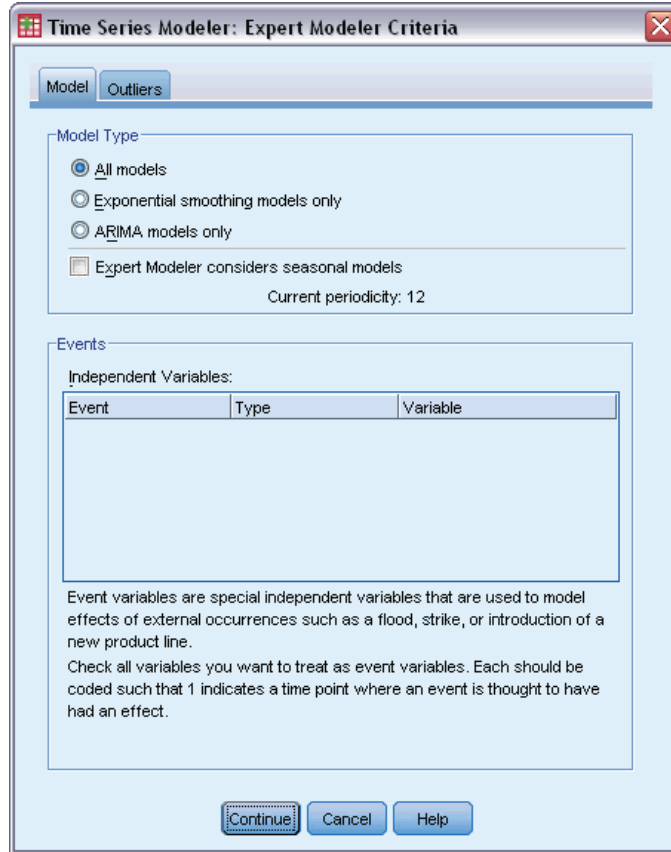 Time Series Modeler: Expert Modeler Criteria
Model Outliers
Model Type
All models
Exponential smoothing models only
ARIMA models only
Expert Modeler considers seasonal models
Current periodicity: 12
Events
Independent Variables:
Event Type Variable
Event variables are special independent variables that are used to model
effects of external occurrences such as a flood, strike, or introduction of a
new product line.
Check all variables you want to treat as event variables. Each should be
coded such that 1 indicates a time point where an event is thought to have
had an effect.
Continue Cancel Help